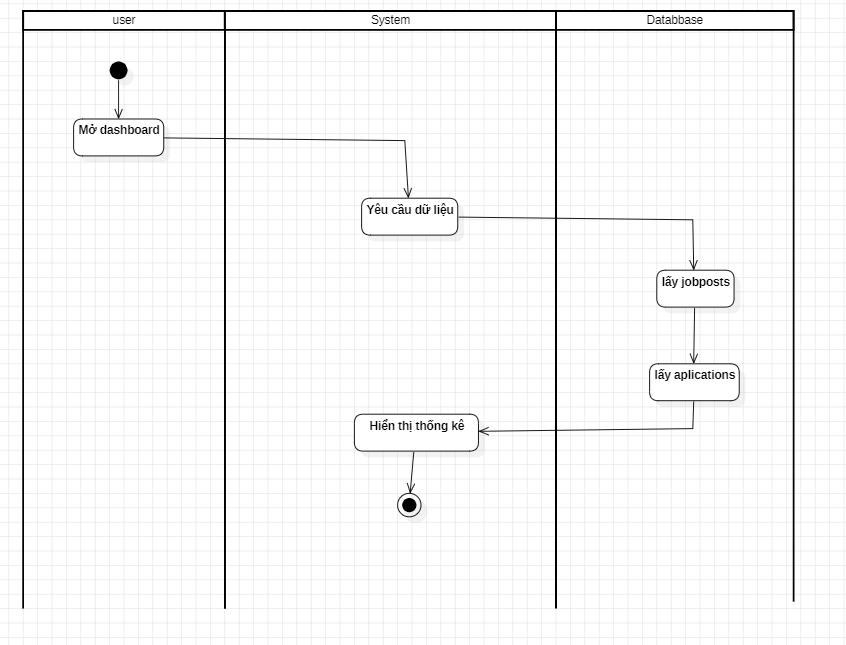 user
System
Databbase
Mở dashboard
Yêu cầu dữ liệu
lấy jobposts
lấy aplications
Hiển thị thống kê